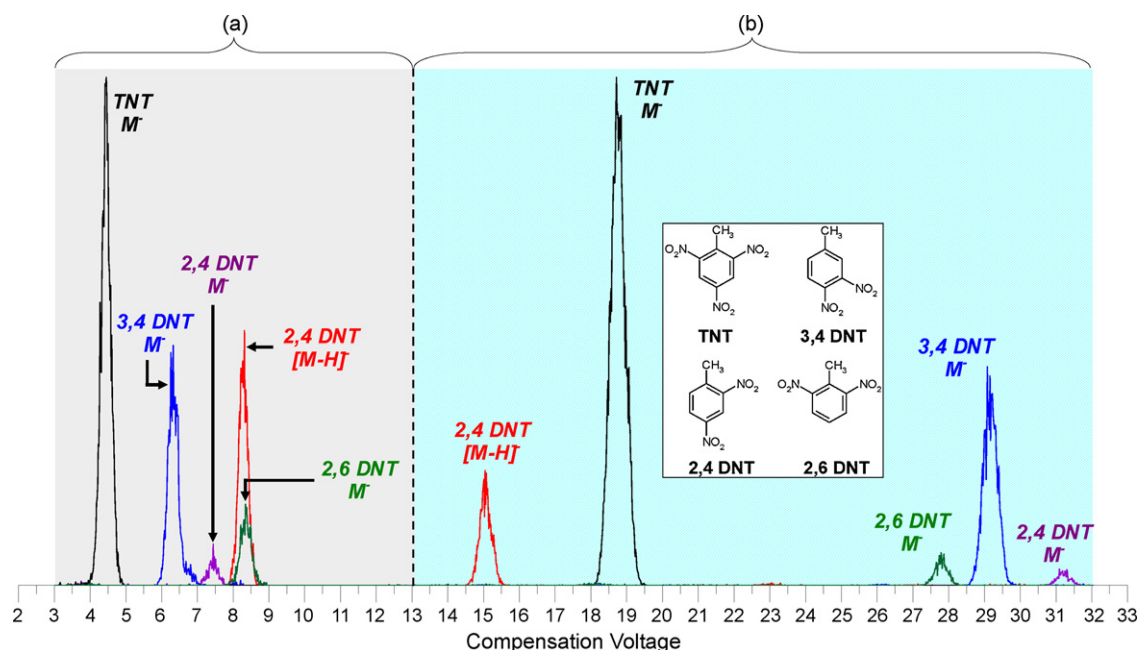 (a)
(b)
TNT
M⁻
3,4 DNT
M⁻
2,4 DNT
M⁻
2,4 DNT
[M-H]⁻
2,6 DNT
M⁻
2,4 DNT
[M-H]⁻
TNT
M⁻
CH₃
O₂N
NO₂
NO₂
TNT
CH₃
NO₂
NO₂
3,4 DNT
CH₃
NO₂
NO₂
2,4 DNT
CH₃
O₂N
NO₂
2,6 DNT
2,6 DNT
M⁻
3,4 DNT
M⁻
2,4 DNT
M⁻
2 3 4 5 6 7 8 9 10 11 12 13 14 15 16 17 18 19 20 21 22 23 24 25 26 27 28 29 30 31 32 33
Compensation Voltage